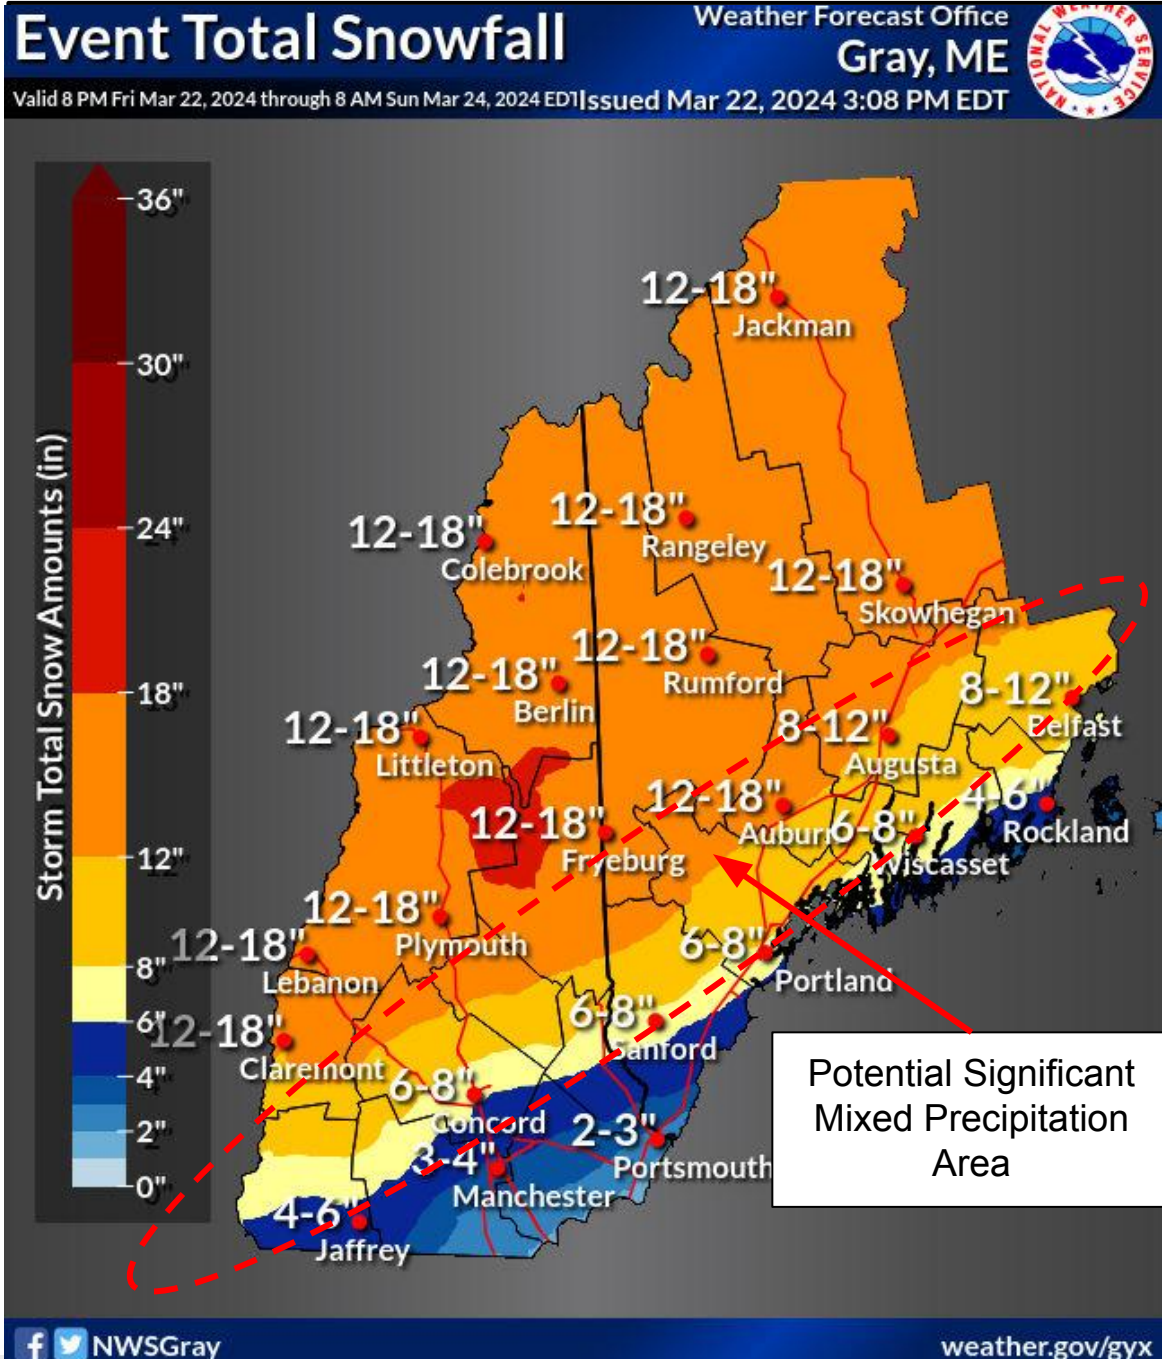 Event Total Snowfall
Weather Forecast Office
Gray, ME
NATIONAL WEATHER SERVICE
Valid 8 PM Fri Mar 22, 2024 through 8 AM Sun Mar 24, 2024 EDT
Issued Mar 22, 2024 3:08 PM EDT
Storm Total Snow Amounts (in)
36"
30"
24"
18"
12"
8"
6"
4"
2"
0"
12-18"
Jackman
12-18"
Rangeley
12-18"
Colebrook
12-18"
Skowhegan
12-18"
Rumford
12-18"
Berlin
8-12"
Belfast
12-18"
Littleton
8-12"
Augusta
12-18"
Auburn
12-18"
Fryeburg
6-8"
Wiscasset
4-6"
Rockland
12-18"
Plymouth
12-18"
Lebanon
6-8"
Portland
12-18"
Claremont
6-8"
Sanford
6-8"
Concord
2-3"
Portsmouth
3-4"
Manchester
4-6"
Jaffrey
Potential Significant
Mixed Precipitation
Area
NWSGray
weather.gov/gyx